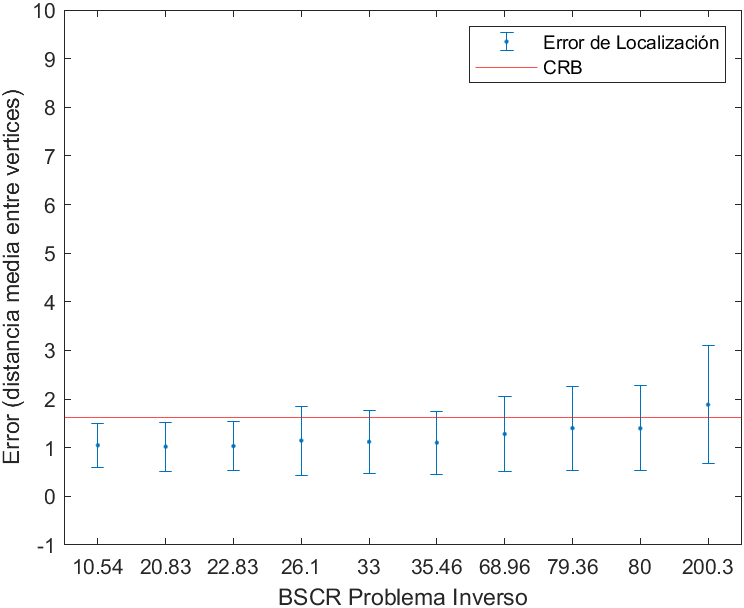 10
9
8
7
6
5
4
3
2
1
0
-1
Error (distancia media entre vertices)
Error de Localización
CRB
10.54 20.83 22.83 26.1 33 35.46 68.96 79.36 80 200.3
BSCR Problema Inverso